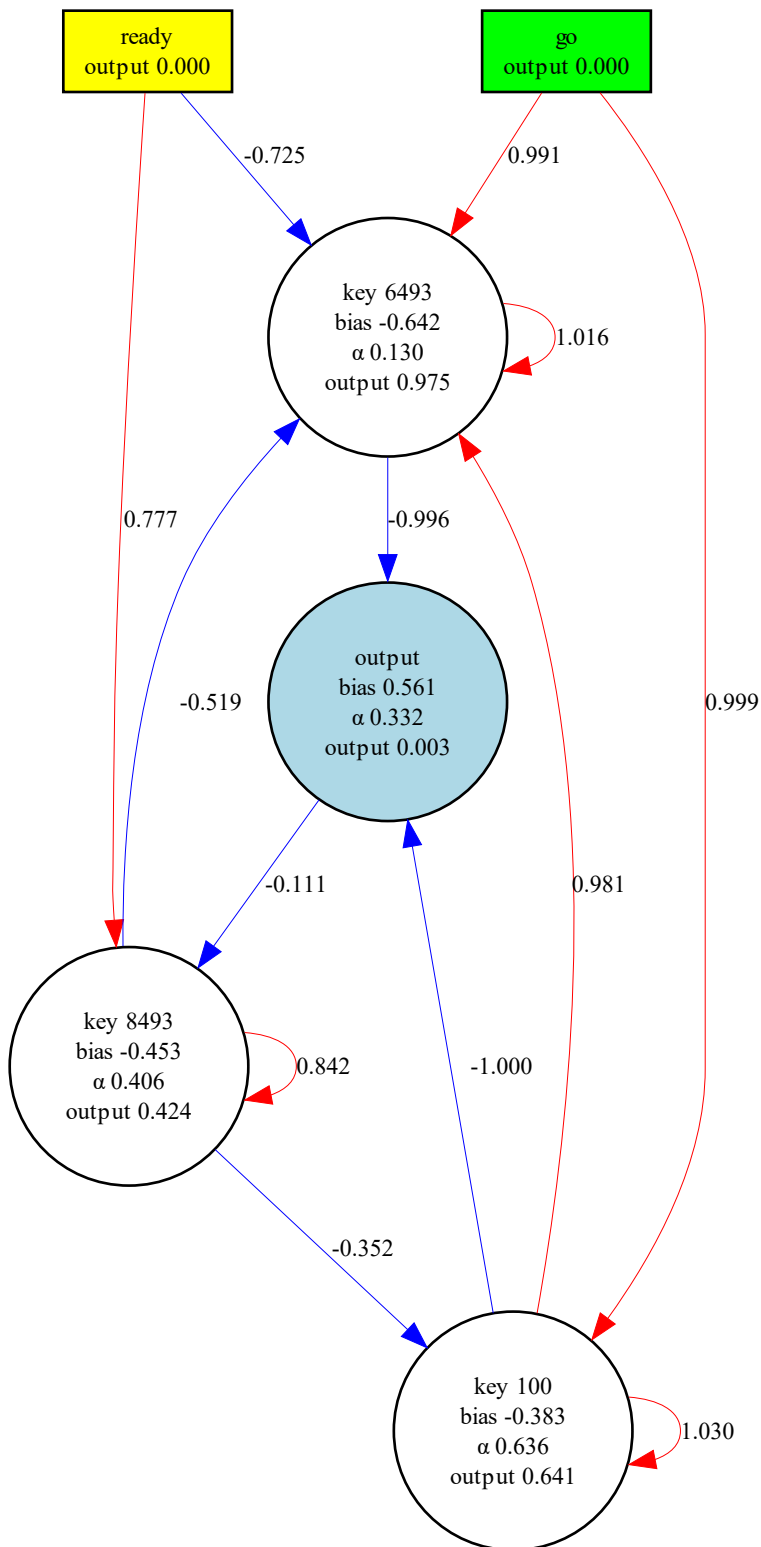 ready
output 0.000
go
output 0.000
-0.725
0.991
key 6493
bias -0.642
α 0.130
output 0.975
1.016
0.777
-0.996
-0.519
output
bias 0.561
α 0.332
output 0.003
0.999
-0.111
0.981
key 8493
bias -0.453
α 0.406
output 0.424
0.842
-1.000
-0.352
key 100
bias -0.383
α 0.636
output 0.641
1.030